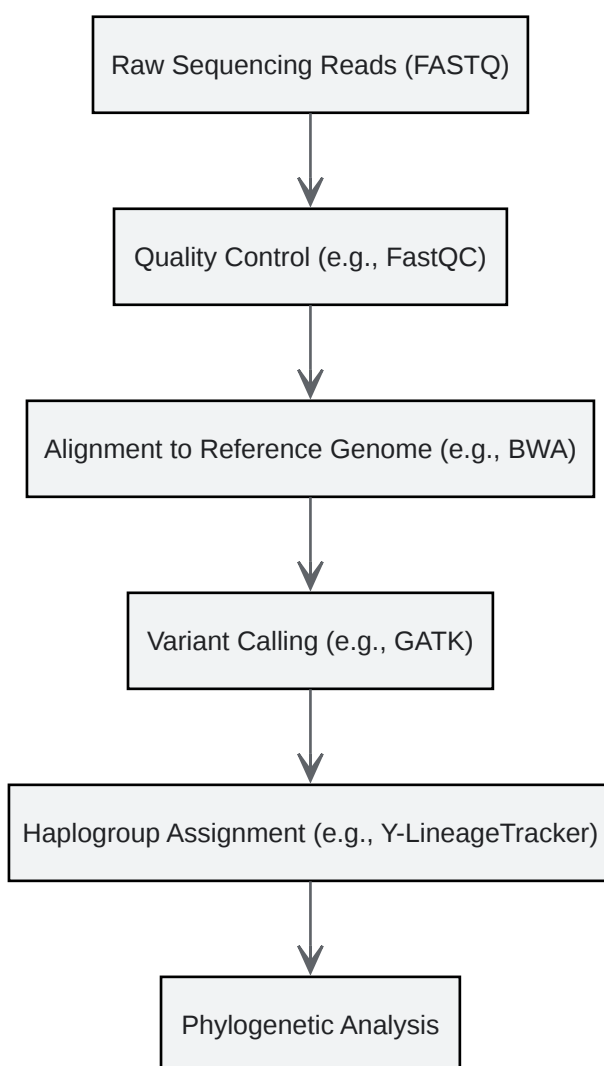 Raw Sequencing Reads (FASTQ)
Quality Control (e.g., FastQC)
Alignment to Reference Genome (e.g., BWA)
Variant Calling (e.g., GATK)
Haplogroup Assignment (e.g., Y-LineageTracker)
Phylogenetic Analysis